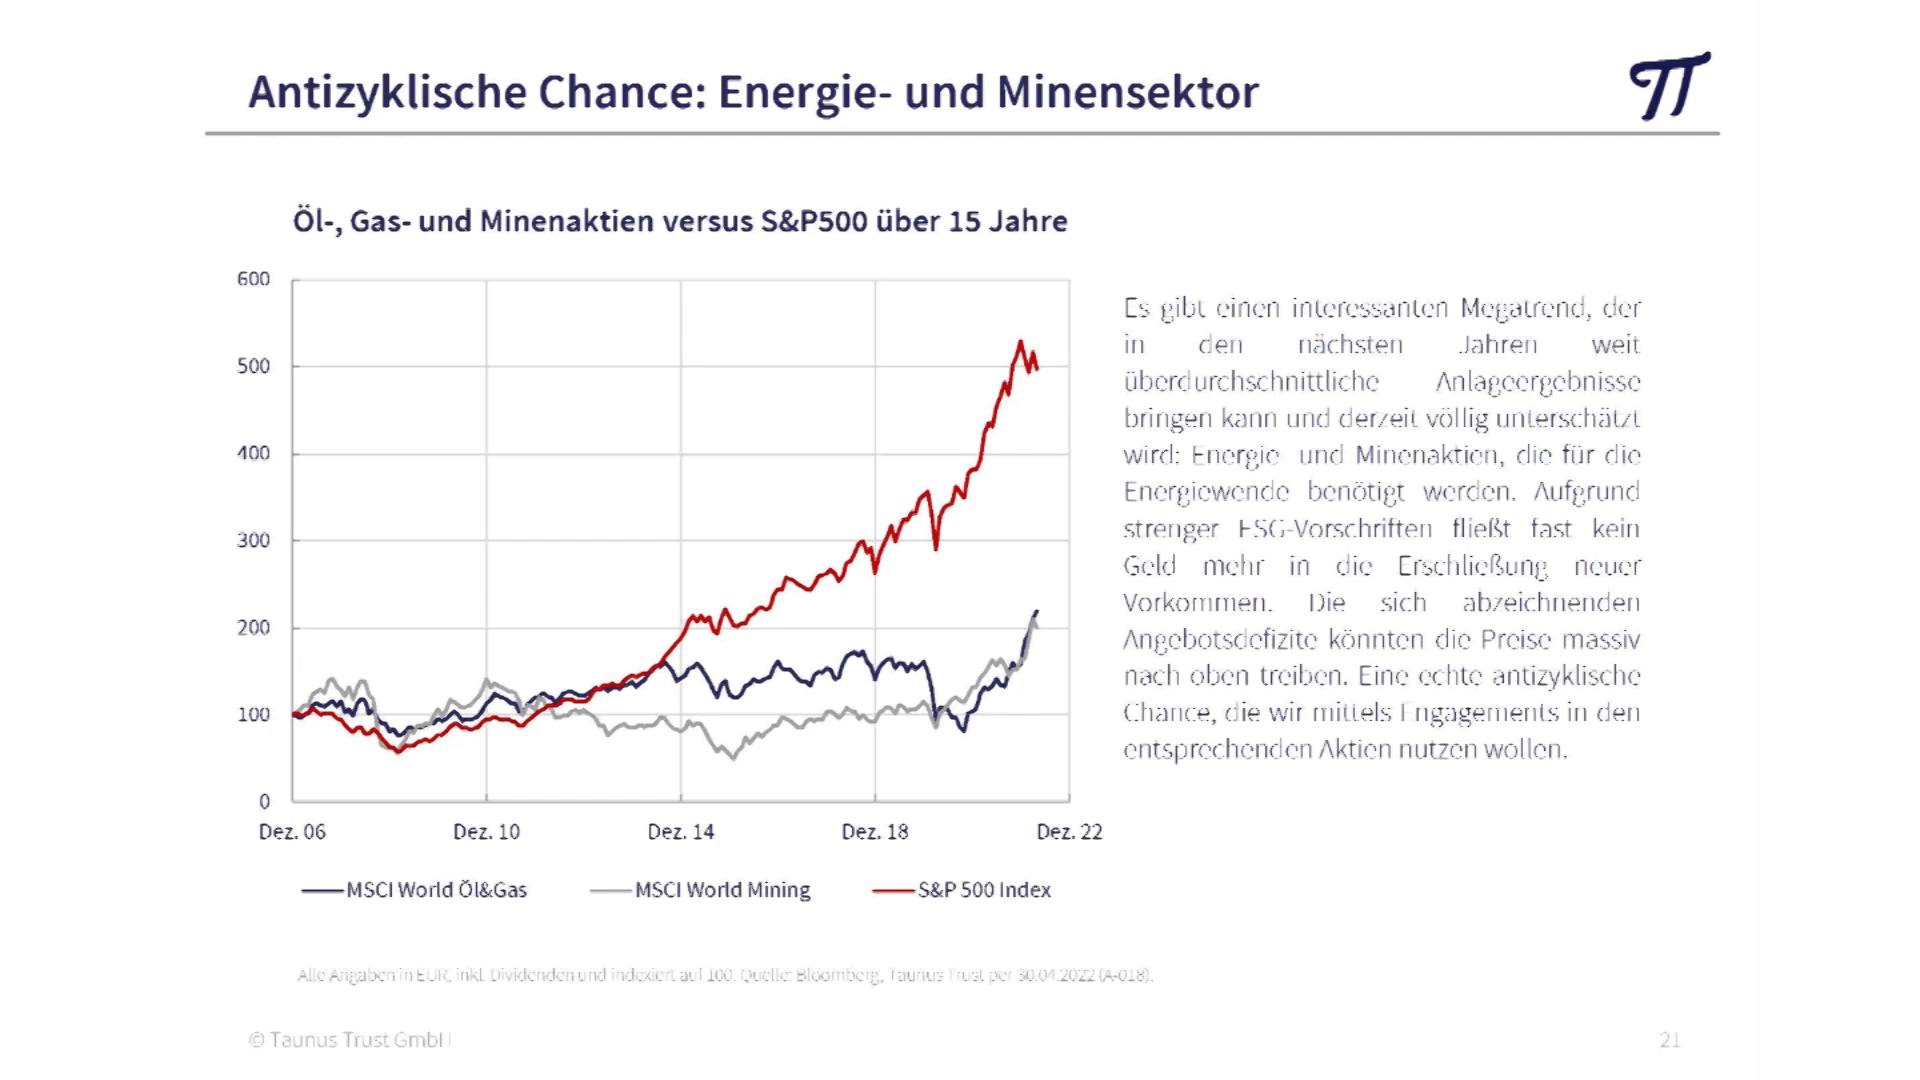 Antizyklische Chance: Energie- und Minensektor
Öl-, Gas- und Minenaktien versus S&P500 über 15 Jahre
600
500
400
300
200
100
0
Dez. 06
Dez. 10
Dez. 14
Dez. 18
Dez. 22
MSCI World Öl&Gas
MSCI World Mining
S&P 500 Index
Es gibt einen interessanten Megatrend, der
in den nächsten Jahren weit
überdurchschnittliche Anlageergebnisse
bringen kann und derzeit völlig unterschätzt
wird: Energie- und Minenaktien, die für die
Energiewende benötigt werden. Aufgrund
strenger ESG-Vorschriften fließt fast kein
Geld mehr in die Erschließung neuer
Vorkommen. Die sich abzeichnenden
Angebotsdefizite könnten die Preise massiv
nach oben treiben. Eine echte antizyklische
Chance, die wir mittels Engagements in den
entsprechenden Aktien nutzen wollen.
Alle Angaben in EUR, inkl. Dividenden und indexiert auf 100. Quelle: Bloomberg, Taunus Trust per 30.04.2022 (A-018).
© Taunus Trust GmbH
21